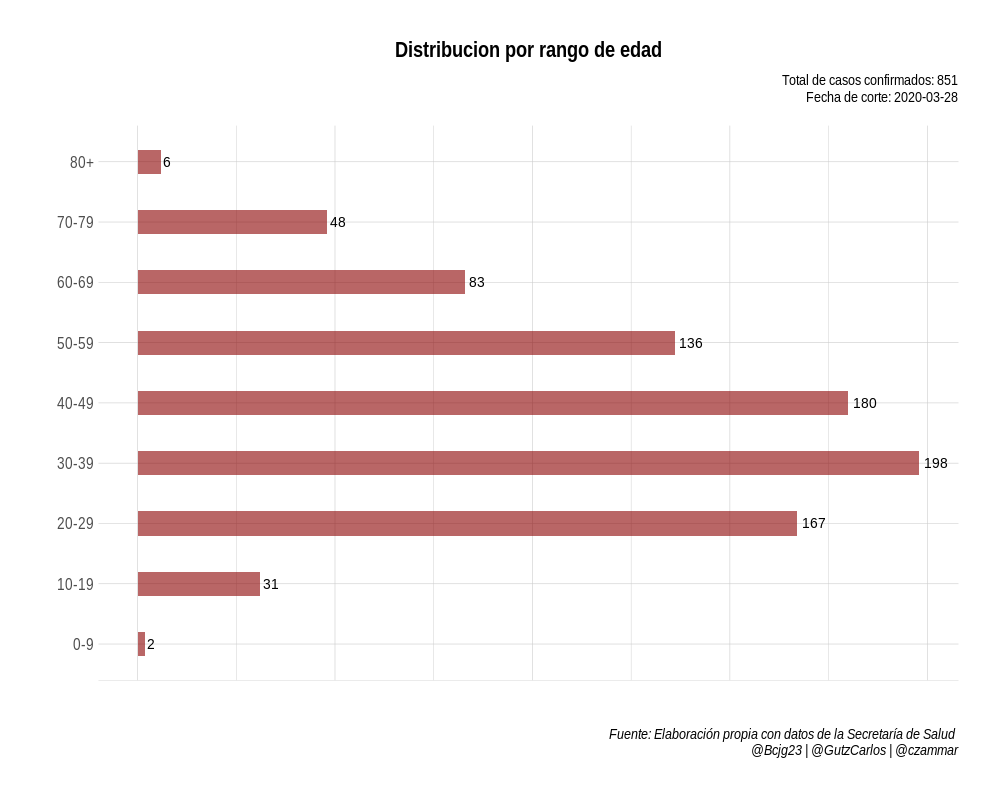 Distribucion por rango de edad
Total de casos confirmados: 851
Fecha de corte: 2020-03-28
80+ 6
70-79 48
60-69 83
50-59 136
40-49 180
30-39 198
20-29 167
10-19 31
0-9 2
Fuente: Elaboración propia con datos de la Secretaría de Salud
@Bcjg23 | @GutzCarlos | @czammar